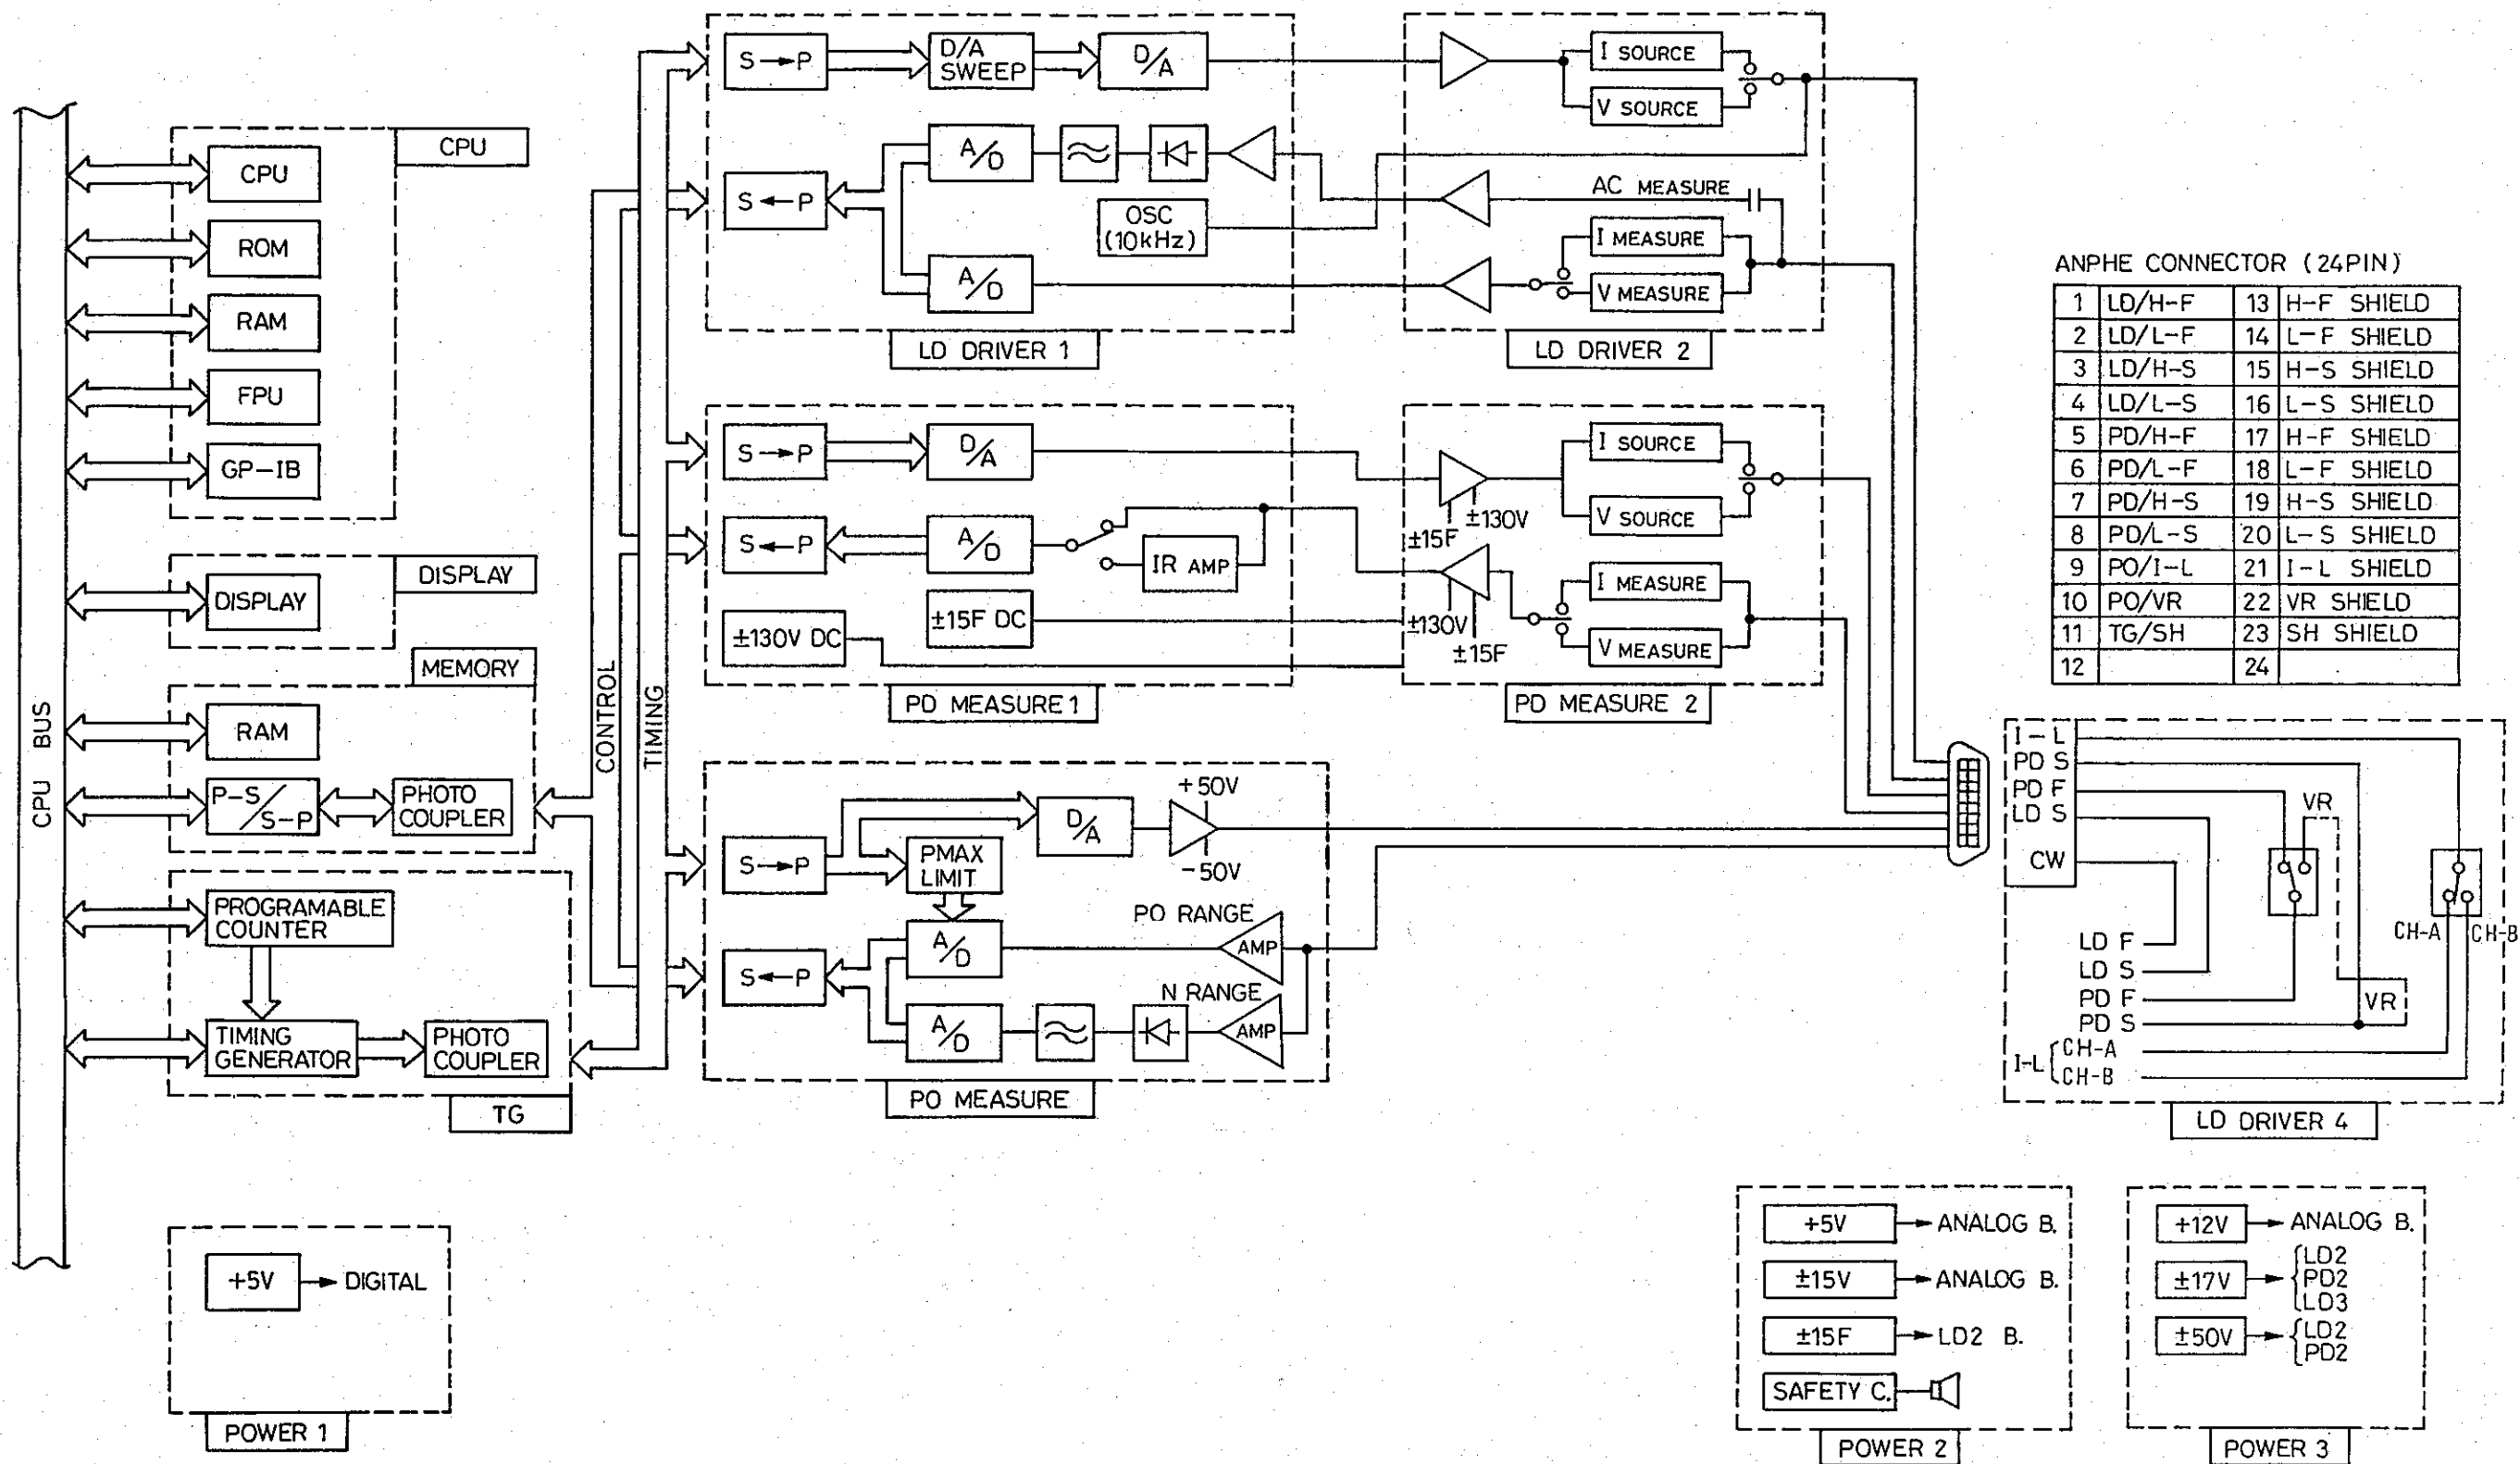 CPU BUS
CPU
CPU
ROM
RAM
FPU
GP-IB
DISPLAY
DISPLAY
MEMORY
RAM
P-S/S-P
PHOTO
COUPLER
PROGRAMABLE
COUNTER
TIMING
GENERATOR
PHOTO
COUPLER
TG
+5V
DIGITAL
POWER 1
CONTROL
TIMING
S→P
D/A
SWEEP
D/A
A/D
S←P
OSC
(10kHz)
A/D
LD DRIVER 1
I SOURCE
V SOURCE
AC MEASURE
I MEASURE
V MEASURE
LD DRIVER 2
S→P
D/A
S←P
A/D
IR AMP
±130V DC
±15F DC
PD MEASURE 1
±15F
±130V
±130V
±15F
I SOURCE
V SOURCE
I MEASURE
V MEASURE
PD MEASURE 2
S→P
D/A
+50V
-50V
PMAX
LIMIT
PO RANGE
A/D
AMP
S←P
N RANGE
A/D
AMP
PO MEASURE
ANPHE CONNECTOR (24PIN)
1 LD/H-F 13 H-F SHIELD
2 LD/L-F 14 L-F SHIELD
3 LD/H-S 15 H-S SHIELD
4 LD/L-S 16 L-S SHIELD
5 PD/H-F 17 H-F SHIELD
6 PD/L-F 18 L-F SHIELD
7 PD/H-S 19 H-S SHIELD
8 PD/L-S 20 L-S SHIELD
9 PO/I-L 21 I-L SHIELD
10 PO/VR 22 VR SHIELD
11 TG/SH 23 SH SHIELD
12 24
I-L
PD S
PD F
LD S
CW
VR
CH-A
CH-B
LD F
LD S
PD F
PD S
VR
I-L { CH-A
CH-B
LD DRIVER 4
+5V → ANALOG B.
±15V → ANALOG B.
±15F → LD2 B.
SAFETY C.
POWER 2
+12V → ANALOG B.
±17V → { LD2
PD2
LD3
±50V → { LD2
PD2
POWER 3